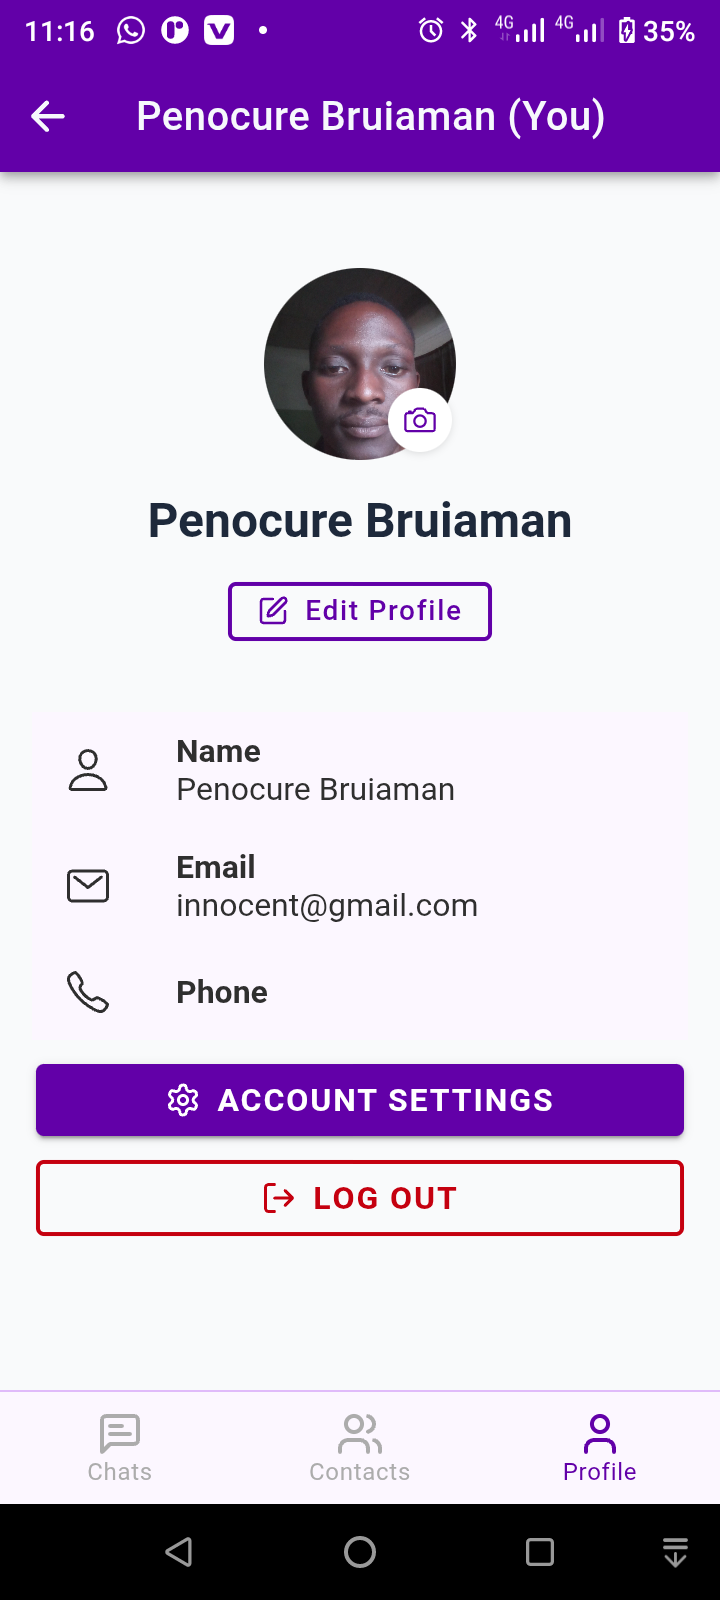 11:16
4G 4G 35%
Penocure Bruiaman (You)
Penocure Bruiaman
Edit Profile
Name
Penocure Bruiaman
Email
innocent@gmail.com
Phone
ACCOUNT SETTINGS
LOG OUT
Chats Contacts Profile